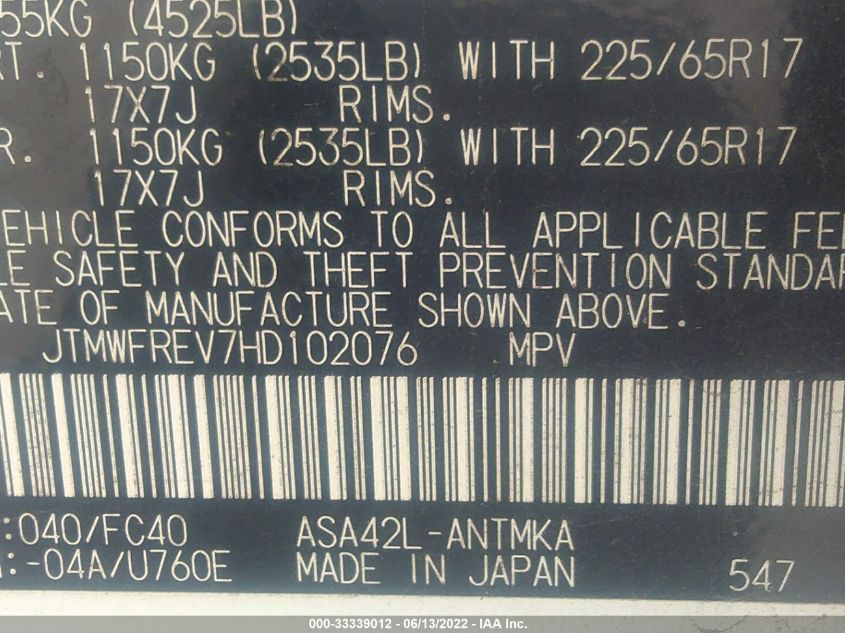 55KG (4525LB)
RT. 1150KG (2535LB) WITH 225/65R17
17X7J RIMS.
R. 1150KG (2535LB) WITH 225/65R17
17X7J RIMS.
EHICLE CONFORMS TO ALL APPLICABLE FE
LE SAFETY AND THEFT PREVENTION STANDAR
ATE OF MANUFACTURE SHOWN ABOVE.
JTMWFREV7HD102076 MPV
:040/FC40 ASA42L-ANTMKA
:-04A/U760E MADE IN JAPAN 547
000-33339012 - 06/13/2022 - IAA Inc.